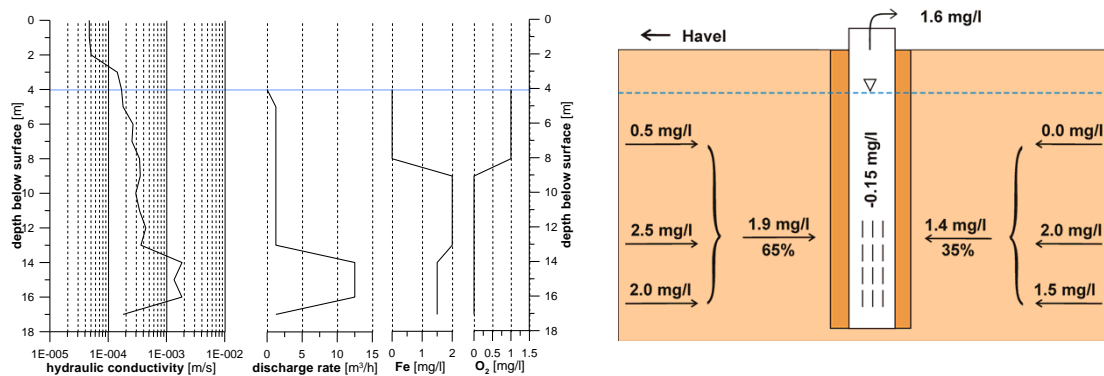 0
2
4
6
8
10
12
14
16
18
depth below surface [m]
1E-005 1E-004 1E-003 1E-002
hydraulic conductivity [m/s]
0 5 10 15
discharge rate [m³/h]
0 1 2
Fe [mg/l]
0 0.5 1 1.5
O₂ [mg/l]
0
2
4
6
8
10
12
14
16
18
depth below surface [m]
1.6 mg/l
← Havel
0.5 mg/l
0.0 mg/l
-0.15 mg/l
2.5 mg/l
1.9 mg/l
65%
1.4 mg/l
35%
2.0 mg/l
2.0 mg/l
1.5 mg/l